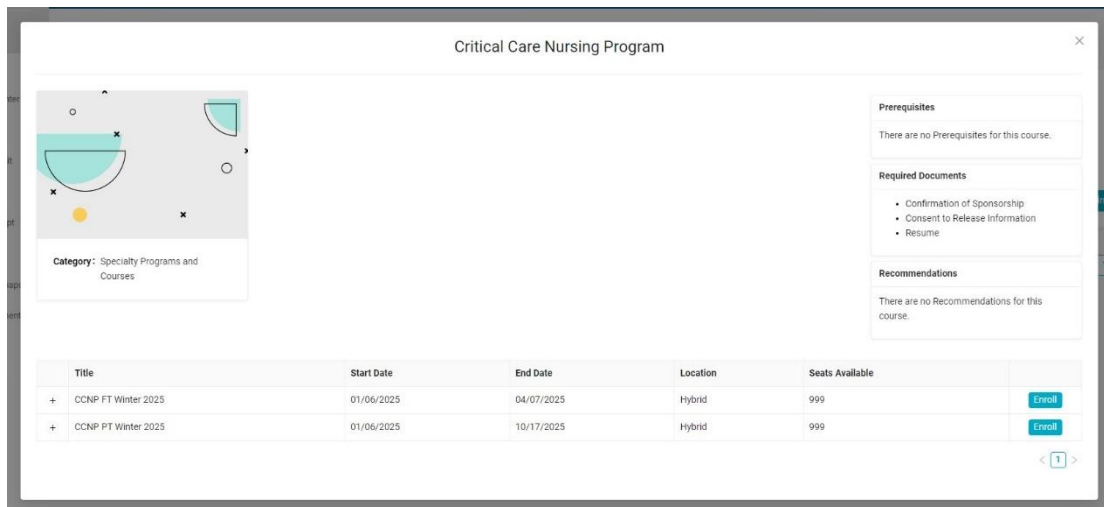 Critical Care Nursing Program
Category: Specialty Programs and
Courses
Prerequisites
There are no Prerequisites for this course.
Required Documents
• Confirmation of Sponsorship
• Consent to Release Information
• Resume
Recommendations
There are no Recommendations for this
course.
Title Start Date End Date Location Seats Available
+ CCNP FT Winter 2025 01/06/2025 04/07/2025 Hybrid 999 Enroll
+ CCNP PT Winter 2025 01/06/2025 10/17/2025 Hybrid 999 Enroll
< 1 >